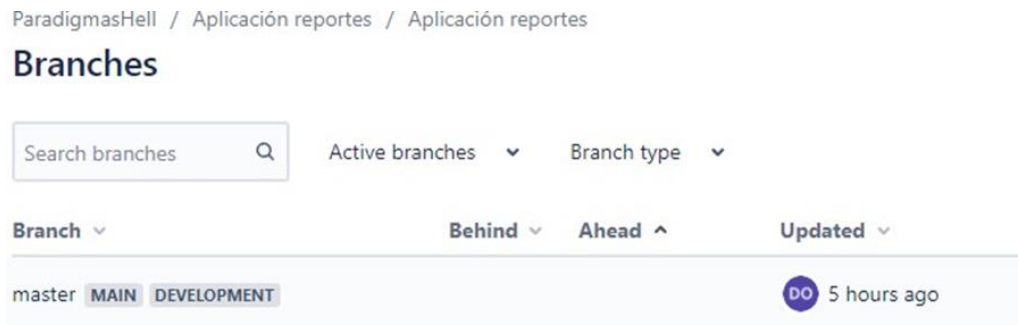 ParadigmasHell / Aplicación reportes / Aplicación reportes
Branches
Search branches Active branches Branch type
Branch Behind Ahead Updated
master MAIN DEVELOPMENT DO 5 hours ago